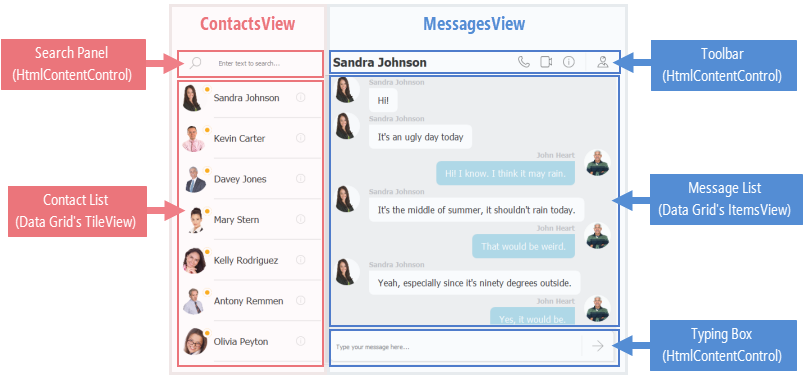 ContactsView
MessagesView
Search Panel
(HtmlContentControl)
Enter text to search...
Sandra Johnson
Toolbar
(HtmlContentControl)
Contact List
(Data Grid's TileView)
Sandra Johnson
Kevin Carter
Davey Jones
Mary Stern
Kelly Rodriguez
Antony Remmen
Olivia Peyton
Sandra Johnson
Hi!
Sandra Johnson
It's an ugly day today
John Heart
Hi! I know. I think it may rain.
Sandra Johnson
It's the middle of summer, it shouldn't rain today.
John Heart
That would be weird.
Sandra Johnson
Yeah, especially since it's ninety degrees outside.
John Heart
Yes, it would be.
Message List
(Data Grid's ItemsView)
Type your message here...
Typing Box
(HtmlContentControl)